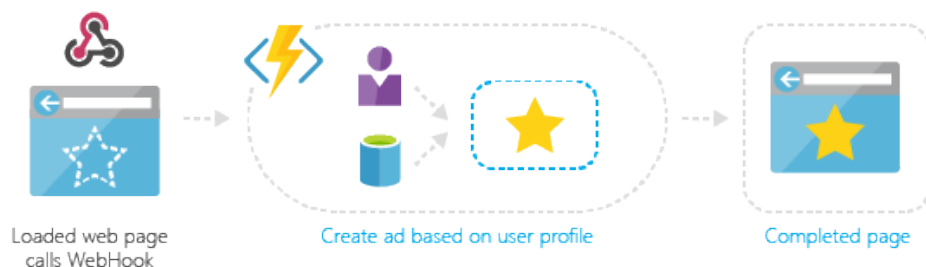 Loaded web page
calls WebHook
Create ad based on user profile
Completed page